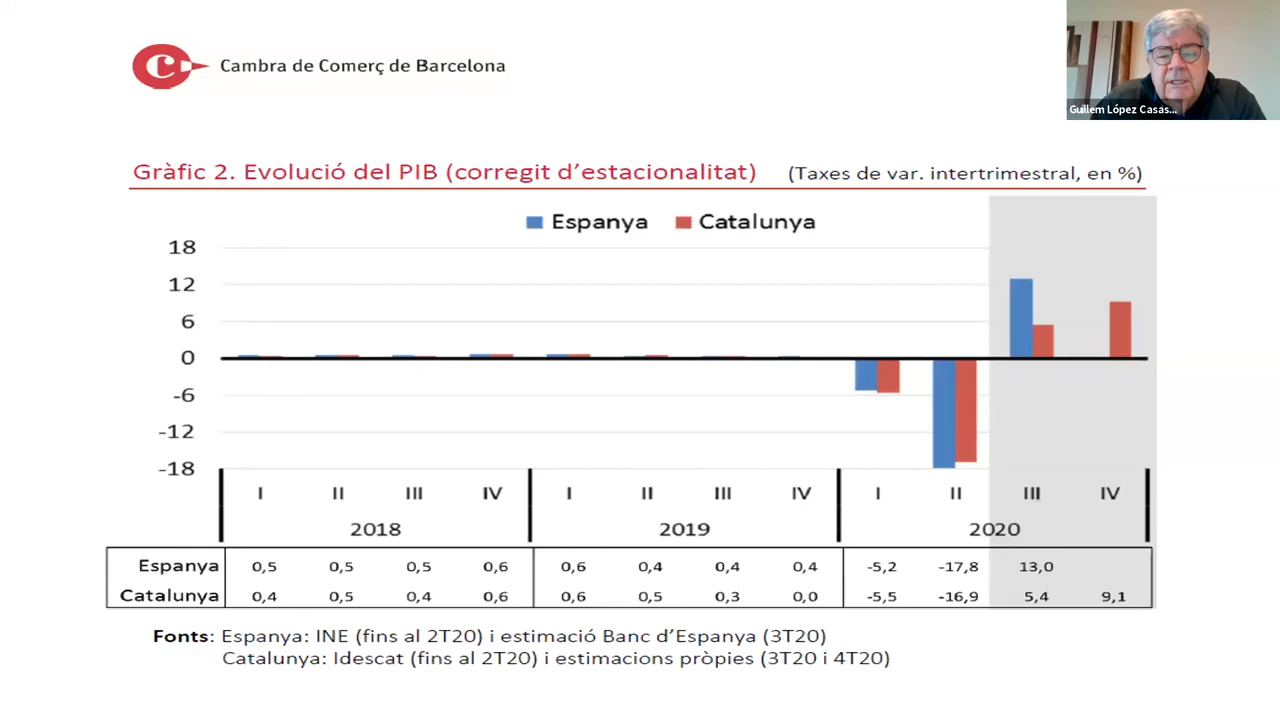 Cambra de Comerç de Barcelona
Guillem López Casas...
Gràfic 2. Evolució del PIB (corregit d’estacionalitat) (Taxes de var. intertrimestral, en %)
Espanya Catalunya
18
12
6
0
-6
-12
-18
I II III IV I II III IV I II III IV
2018 2019 2020
Espanya 0,5 0,5 0,5 0,6 0,6 0,4 0,4 0,4 -5,2 -17,8 13,0
Catalunya 0,4 0,5 0,4 0,6 0,6 0,5 0,3 0,0 -5,5 -16,9 5,4 9,1
Fonts: Espanya: INE (fins al 2T20) i estimació Banc d’Espanya (3T20)
Catalunya: Idescat (fins al 2T20) i estimacions pròpies (3T20 i 4T20)